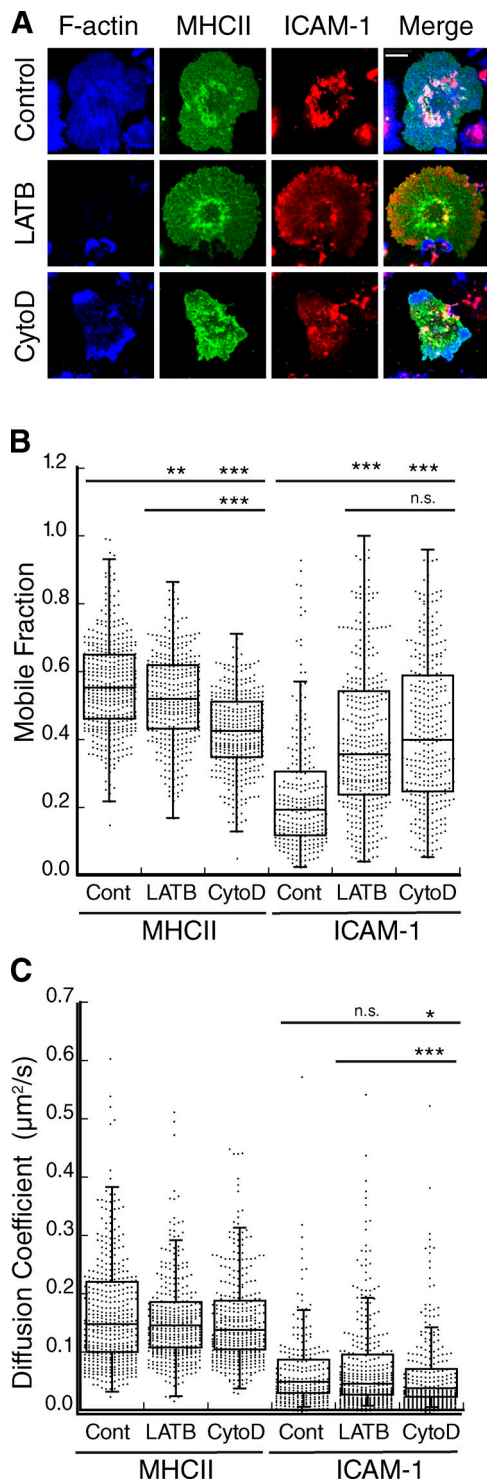 A
F-actin MHCII ICAM-1 Merge
Control
LATB
CytoD
B
** *** *** ***
*** n.s.
Mobile Fraction
1.2
1.0
0.8
0.6
0.4
0.2
0.0
Cont LATB CytoD Cont LATB CytoD
MHCII ICAM-1
C
n.s. *
***
Diffusion Coefficient (µm²/s)
0.7
0.6
0.5
0.4
0.3
0.2
0.1
0.0
Cont LATB CytoD Cont LATB CytoD
MHCII ICAM-1